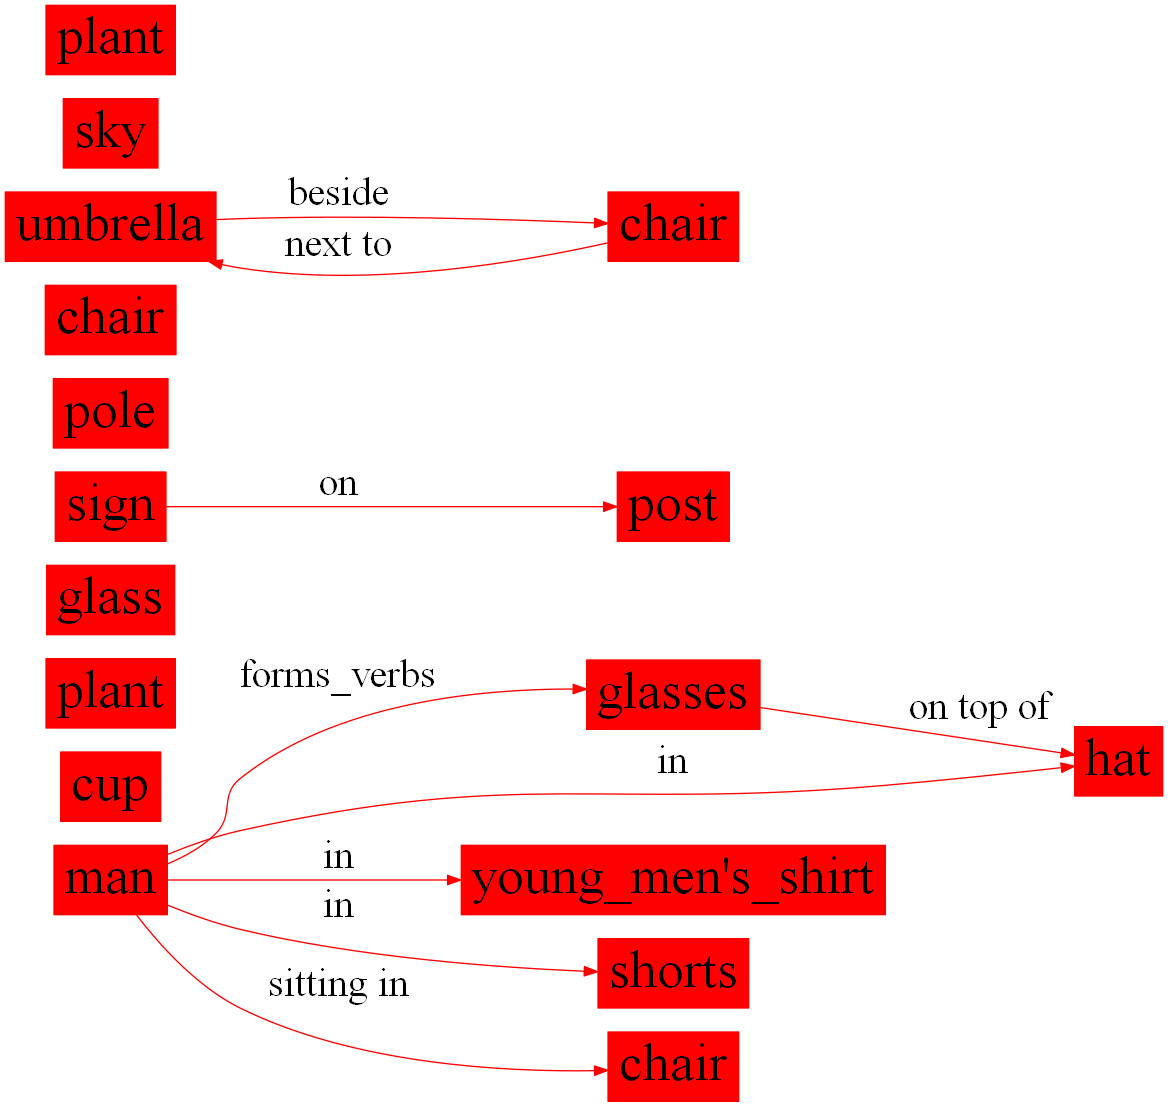 plant
sky
beside
umbrella
chair
next to
chair
pole
on
sign
post
glass
forms_verbs
plant
glasses
on top of
in
hat
cup
in
man
young_men's_shirt
in
shorts
sitting in
chair